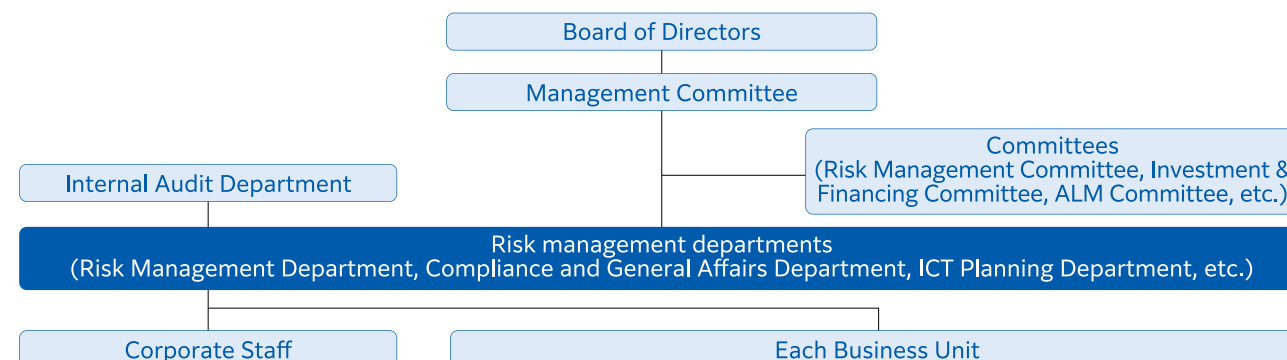 Board of Directors
Management Committee
Committees
(Risk Management Committee, Investment &
Financing Committee, ALM Committee, etc.)
Internal Audit Department
Risk management departments
(Risk Management Department, Compliance and General Affairs Department, ICT Planning Department, etc.)
Corporate Staff
Each Business Unit